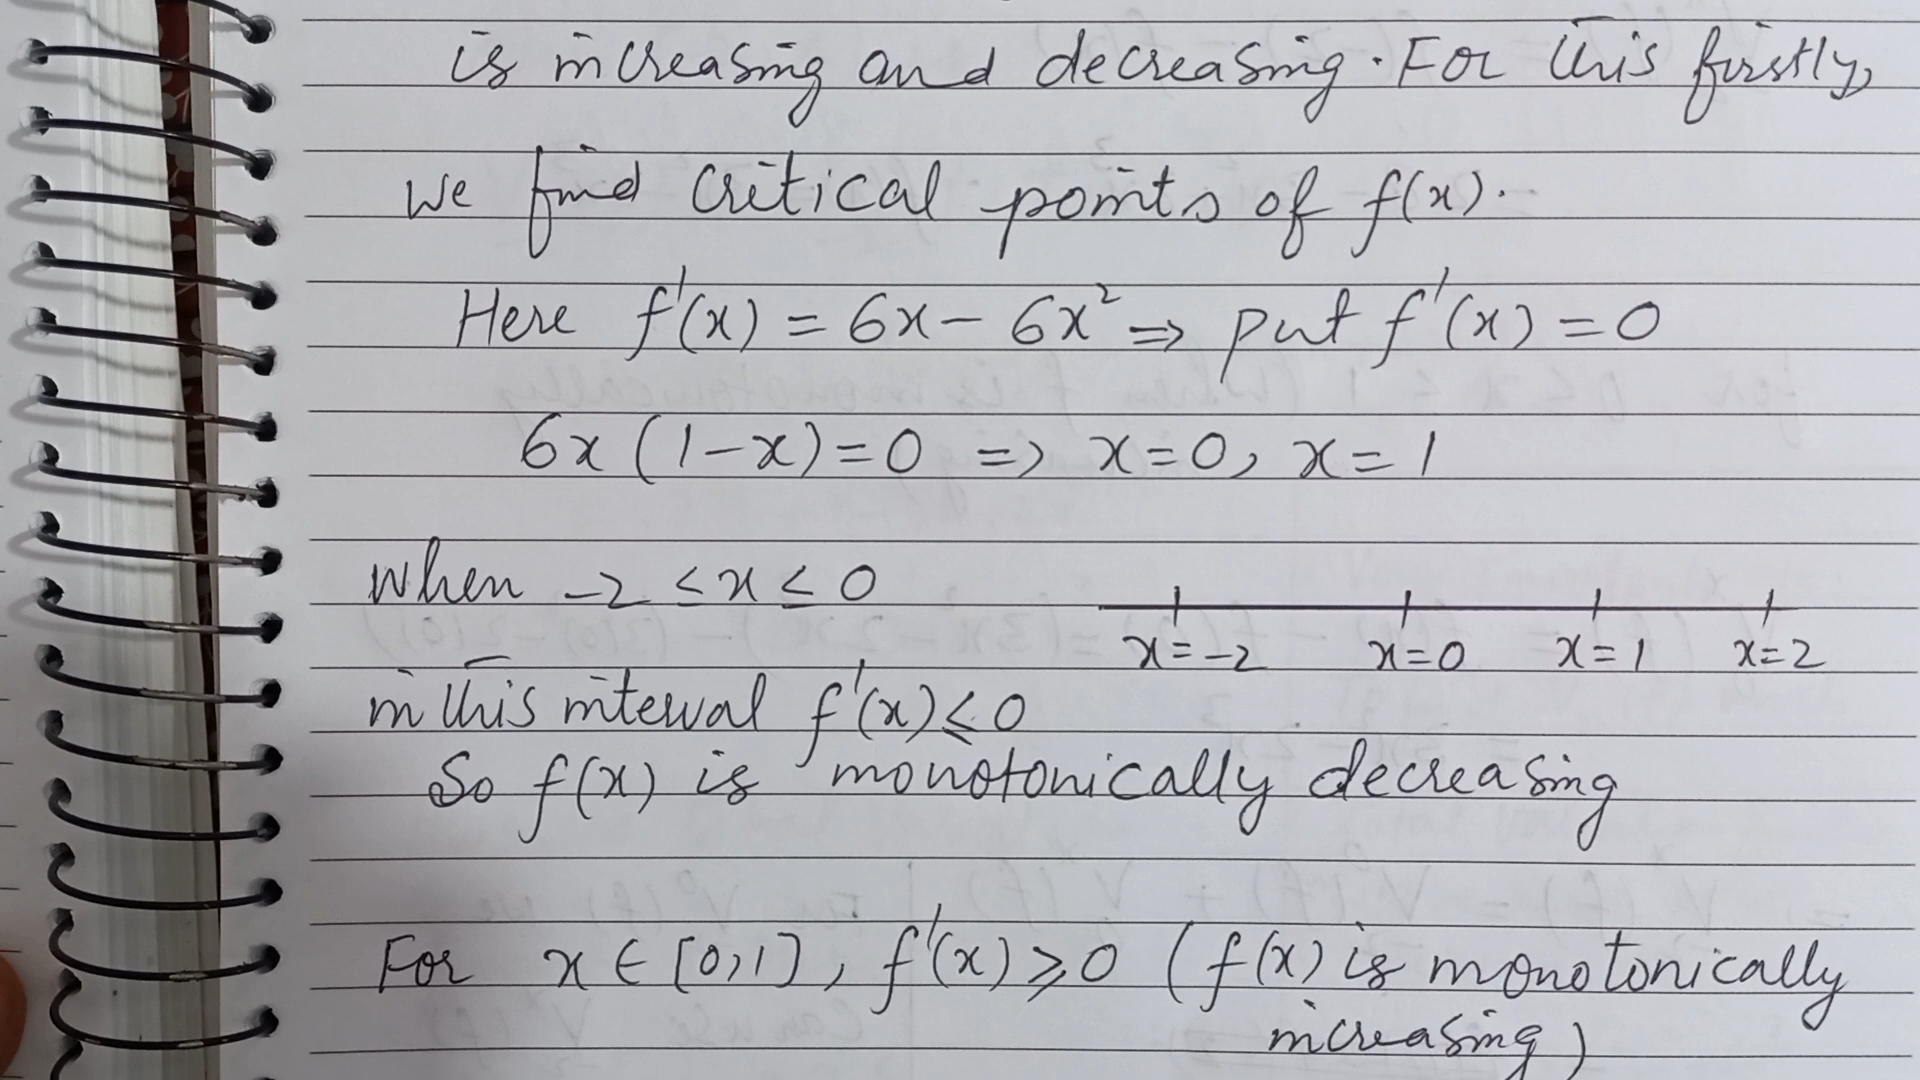 is increasing and decreasing. For this firstly,
we find critical points of f(x).
Here f'(x) = 6x - 6x² ⇒ put f'(x) = 0
6x (1-x) = 0 => x=0, x=1
When -2 ≤ x ≤ 0
x=-2 x=0 x=1 x=2
in this interval f'(x) ≤ 0
So f(x) is monotonically decreasing
For x ∈ [0,1], f'(x) ≥ 0 (f(x) is monotonically
increasing)